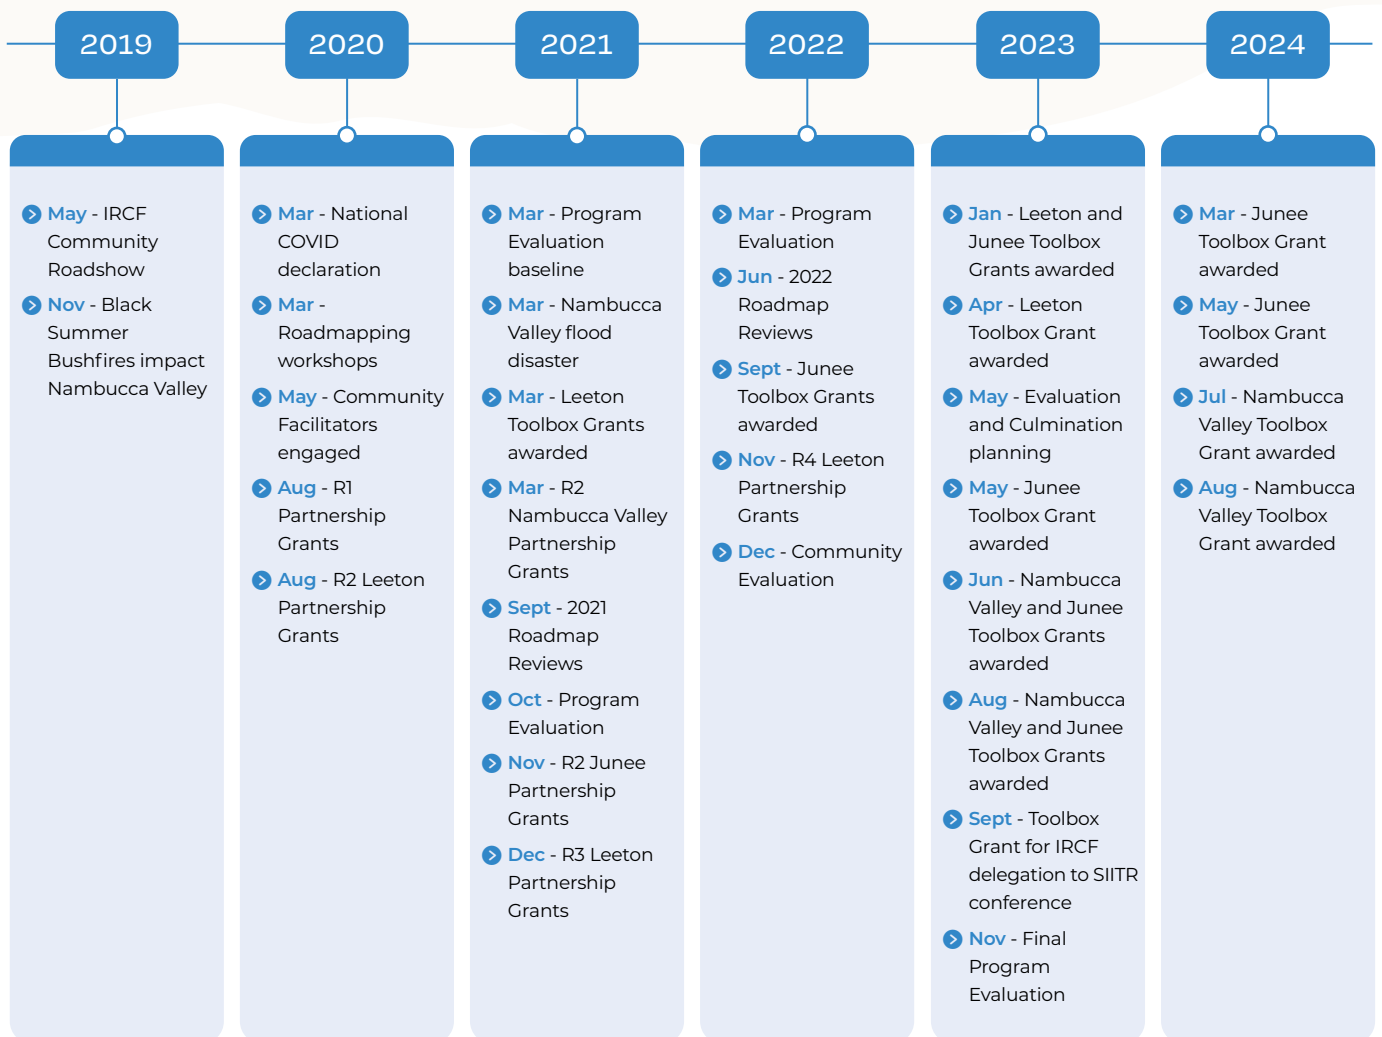 2019
May - IRCF
Community
Roadshow
Nov - Black
Summer
Bushfires impact
Nambucca Valley
2020
Mar - National
COVID
declaration
Mar -
Roadmapping
workshops
May - Community
Facilitators
engaged
Aug - R1
Partnership
Grants
Aug - R2 Leeton
Partnership
Grants
2021
Mar - Program
Evaluation
baseline
Mar - Nambucca
Valley flood
disaster
Mar - Leeton
Toolbox Grants
awarded
Mar - R2
Nambucca Valley
Partnership
Grants
Sept - 2021
Roadmap
Reviews
Oct - Program
Evaluation
Nov - R2 Junee
Partnership
Grants
Dec - R3 Leeton
Partnership
Grants
2022
Mar - Program
Evaluation
Jun - 2022
Roadmap
Reviews
Sept - Junee
Toolbox Grants
awarded
Nov - R4 Leeton
Partnership
Grants
Dec - Community
Evaluation
2023
Jan - Leeton and
Junee Toolbox
Grants awarded
Apr - Leeton
Toolbox Grant
awarded
May - Evaluation
and Culmination
planning
May - Junee
Toolbox Grant
awarded
Jun - Nambucca
Valley and Junee
Toolbox Grants
awarded
Aug - Nambucca
Valley and Junee
Toolbox Grants
awarded
Sept - Toolbox
Grant for IRCF
delegation to SIITR
conference
Nov - Final
Program
Evaluation
2024
Mar - Junee
Toolbox Grant
awarded
May - Junee
Toolbox Grant
awarded
Jul - Nambucca
Valley Toolbox
Grant awarded
Aug - Nambucca
Valley Toolbox
Grant awarded